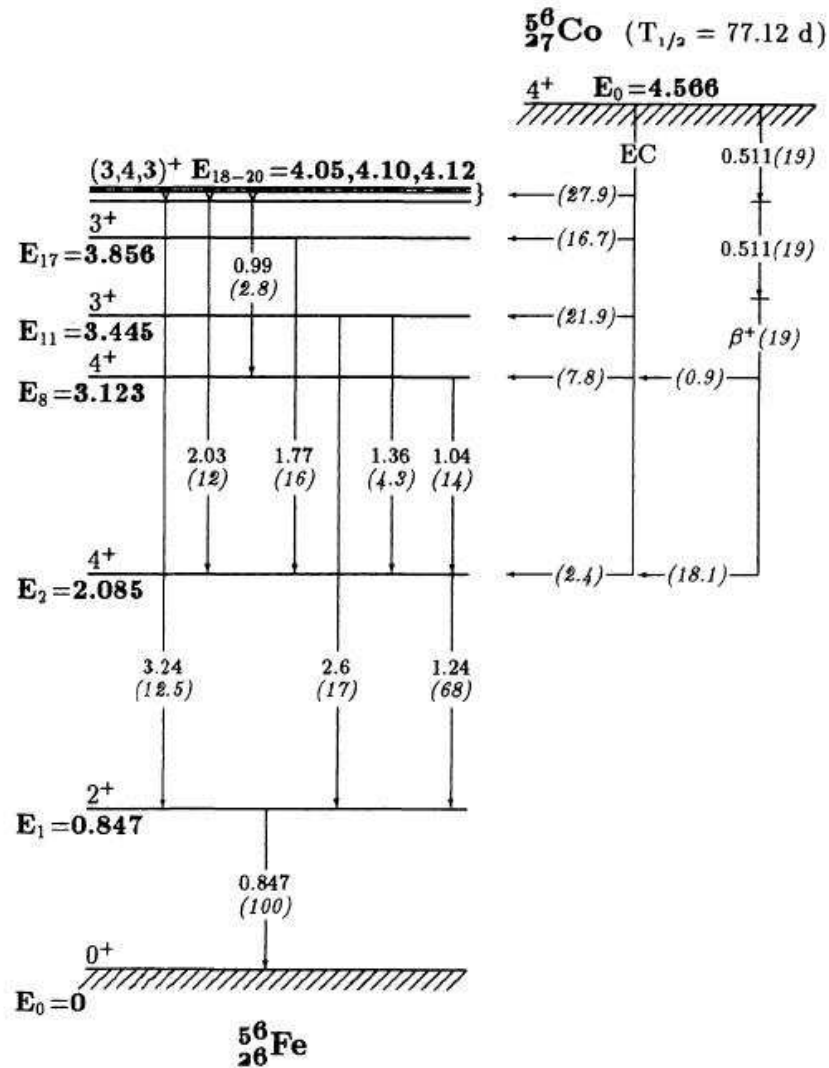 ⁵⁶₂₇Co (T₁/₂ = 77.12 d)
4⁺ E₀=4.566
EC 0.511(19)
(3,4,3)⁺ E₁₈₋₂₀=4.05,4.10,4.12
}
(27.9)
3⁺
(16.7)
E₁₇=3.856
0.99
(2.8)
0.511(19)
3⁺
(21.9)
E₁₁=3.445
β⁺(19)
4⁺
(7.8) (0.9)
E₈=3.123
2.03 1.77 1.36 1.04
(12) (16) (4.3) (14)
4⁺
(2.4) (18.1)
E₂=2.085
3.24 2.6 1.24
(12.5) (17) (68)
2⁺
E₁=0.847
0.847
(100)
0⁺
E₀=0
⁵⁶₂₆Fe